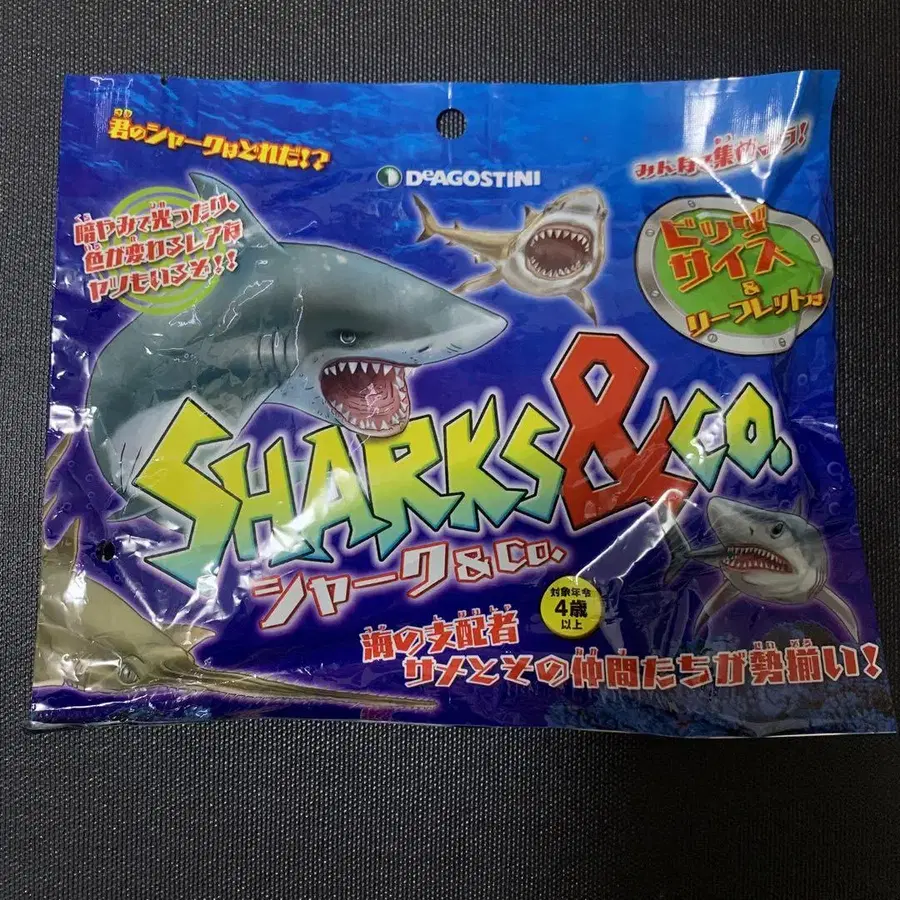 君のシャークはどれだ!?
DeAGOSTINI
みんなで集めよう!
暗やみで光ったり、
色が変わるレアな
ヤツもいるぞ!!
ビッグ
サイズ
&
リーフレット付
SHARKS&CO.
シャーク&CO.
対象年令
4歳
以上
海の支配者
サメとその仲間たちが勢揃い!